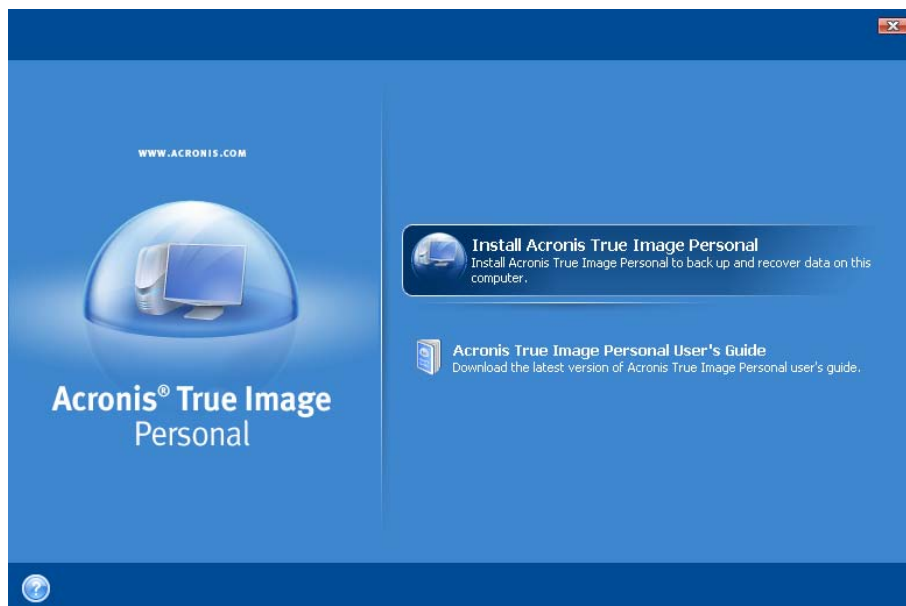 WWW.ACRONIS.COM
Acronis® True Image
Personal
Install Acronis True Image Personal
Install Acronis True Image Personal to back up and recover data on this
computer.
Acronis True Image Personal User's Guide
Download the latest version of Acronis True Image Personal user's guide.
?